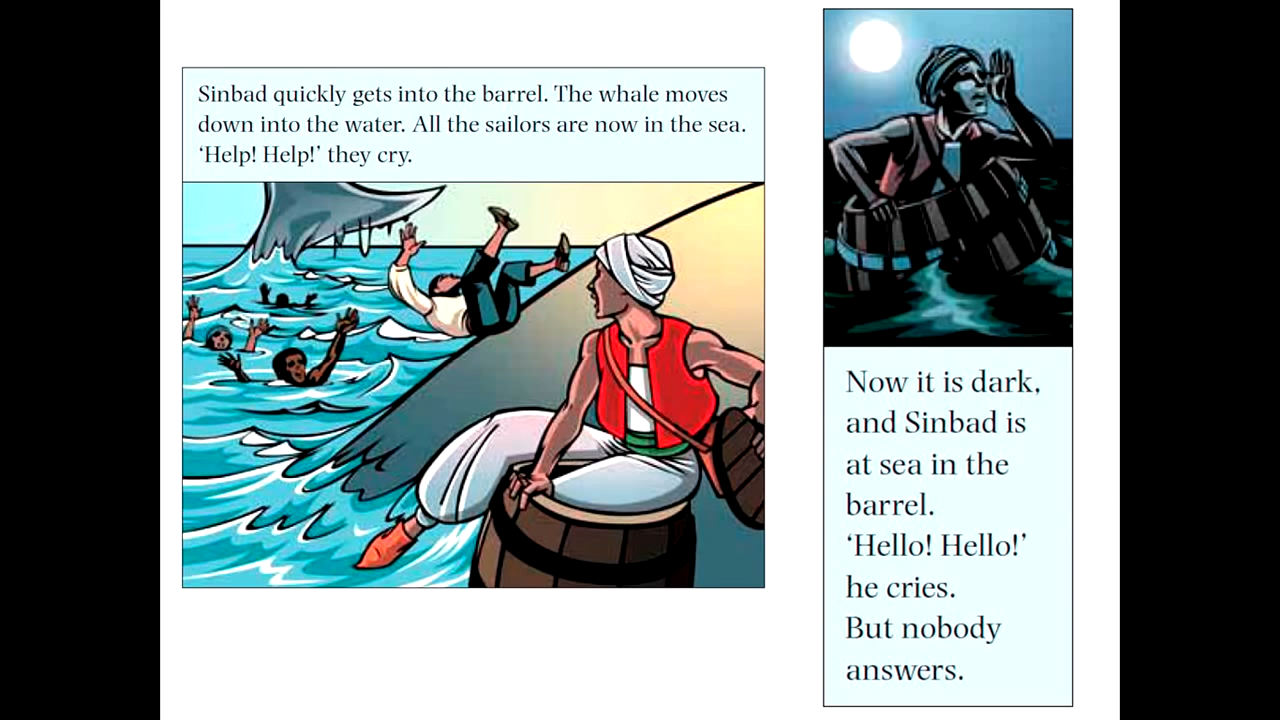 Sinbad quickly gets into the barrel. The whale moves
down into the water. All the sailors are now in the sea.
‘Help! Help!’ they cry.
Now it is dark,
and Sinbad is
at sea in the
barrel.
‘Hello! Hello!’
he cries.
But nobody
answers.